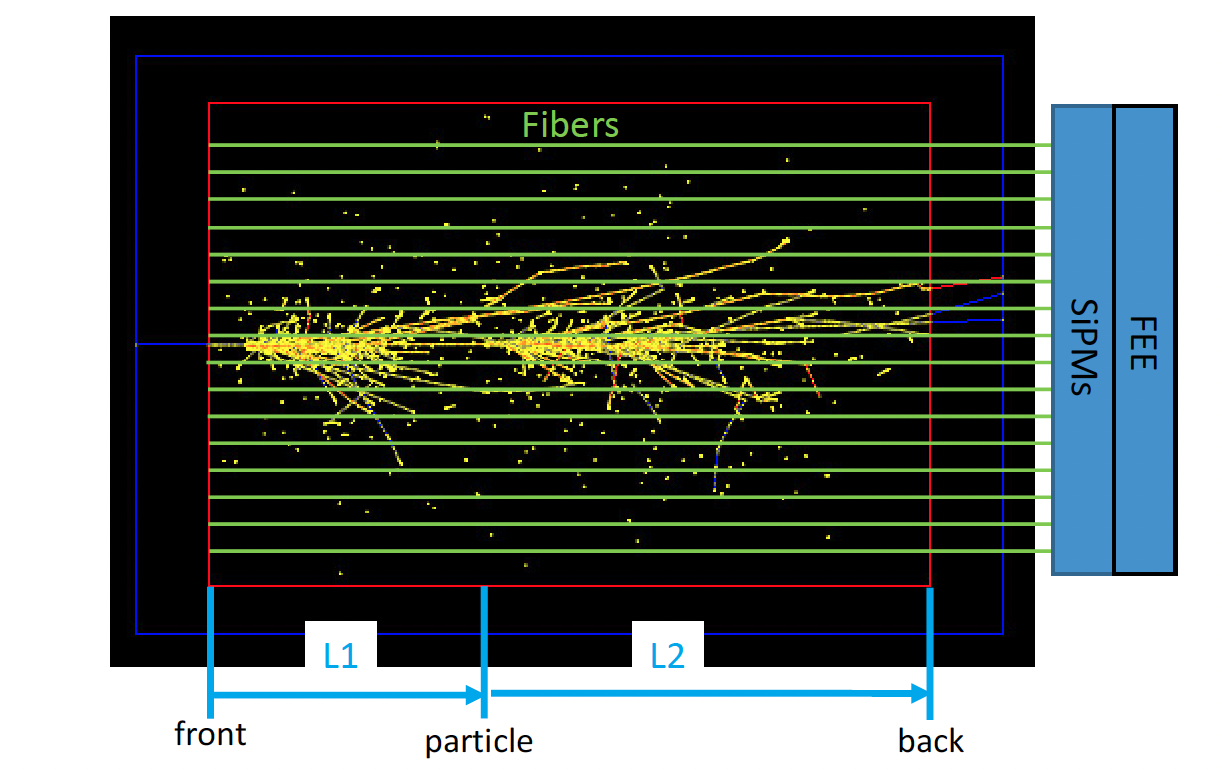 Fibers
SIPMs
FEE
L1
L2
front
particle
back